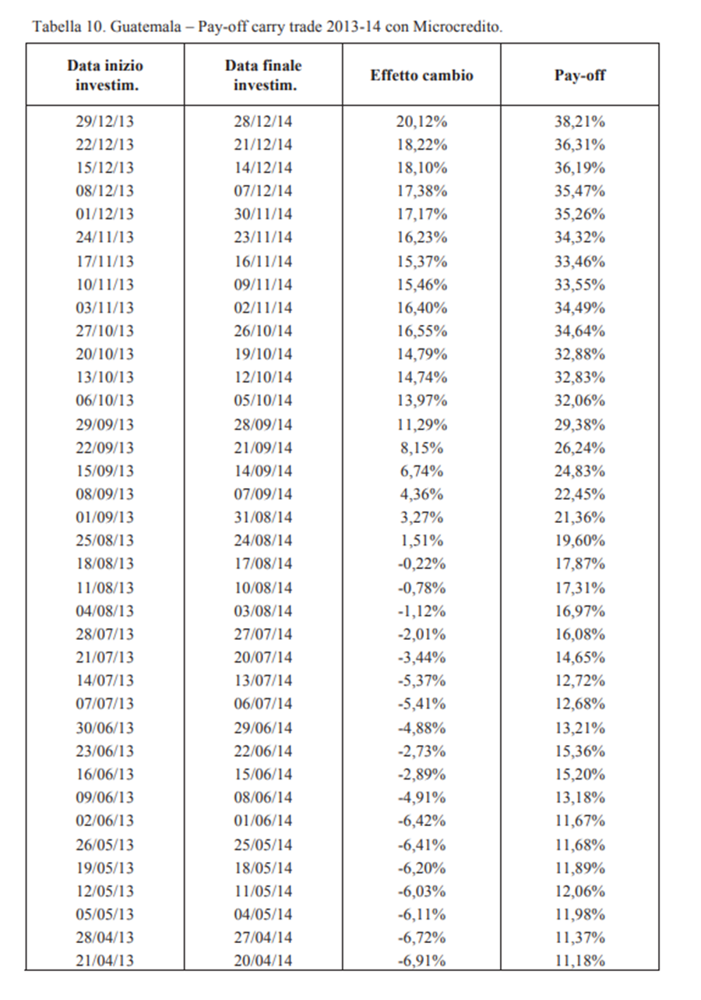 Tabella 10. Guatemala – Pay-off carry trade 2013-14 con Microcredito.
Data inizio investim. Data finale investim. Effetto cambio Pay-off
29/12/13 28/12/14 20,12% 38,21%
22/12/13 21/12/14 18,22% 36,31%
15/12/13 14/12/14 18,10% 36,19%
08/12/13 07/12/14 17,38% 35,47%
01/12/13 30/11/14 17,17% 35,26%
24/11/13 23/11/14 16,23% 34,32%
17/11/13 16/11/14 15,37% 33,46%
10/11/13 09/11/14 15,46% 33,55%
03/11/13 02/11/14 16,40% 34,49%
27/10/13 26/10/14 16,55% 34,64%
20/10/13 19/10/14 14,79% 32,88%
13/10/13 12/10/14 14,74% 32,83%
06/10/13 05/10/14 13,97% 32,06%
29/09/13 28/09/14 11,29% 29,38%
22/09/13 21/09/14 8,15% 26,24%
15/09/13 14/09/14 6,74% 24,83%
08/09/13 07/09/14 4,36% 22,45%
01/09/13 31/08/14 3,27% 21,36%
25/08/13 24/08/14 1,51% 19,60%
18/08/13 17/08/14 -0,22% 17,87%
11/08/13 10/08/14 -0,78% 17,31%
04/08/13 03/08/14 -1,12% 16,97%
28/07/13 27/07/14 -2,01% 16,08%
21/07/13 20/07/14 -3,44% 14,65%
14/07/13 13/07/14 -5,37% 12,72%
07/07/13 06/07/14 -5,41% 12,68%
30/06/13 29/06/14 -4,88% 13,21%
23/06/13 22/06/14 -2,73% 15,36%
16/06/13 15/06/14 -2,89% 15,20%
09/06/13 08/06/14 -4,91% 13,18%
02/06/13 01/06/14 -6,42% 11,67%
26/05/13 25/05/14 -6,41% 11,68%
19/05/13 18/05/14 -6,20% 11,89%
12/05/13 11/05/14 -6,03% 12,06%
05/05/13 04/05/14 -6,11% 11,98%
28/04/13 27/04/14 -6,72% 11,37%
21/04/13 20/04/14 -6,91% 11,18%